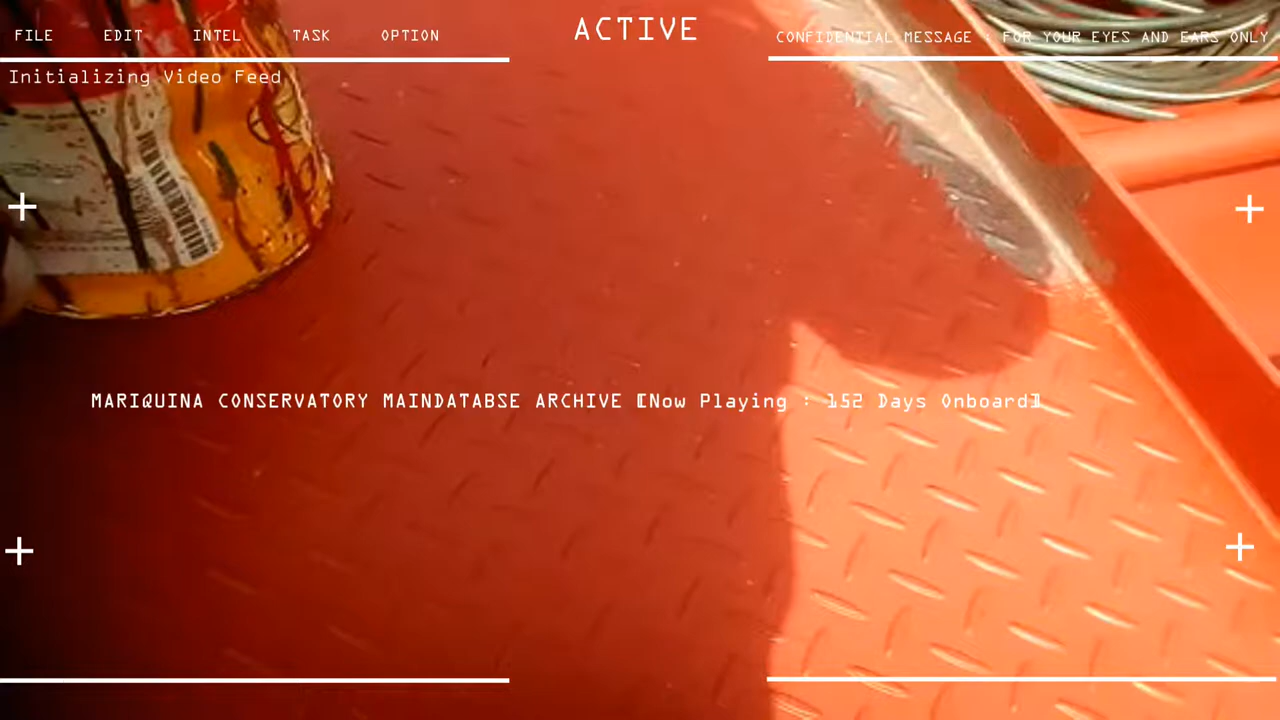 FILE EDIT INTEL TASK OPTION
ACTIVE
CONFIDENTIAL MESSAGE : FOR YOUR EYES AND EARS ONLY
Initializing Video Feed
MARIQUINA CONSERVATORY MAINDATABSE ARCHIVE [Now Playing : 152 Days Onboard]